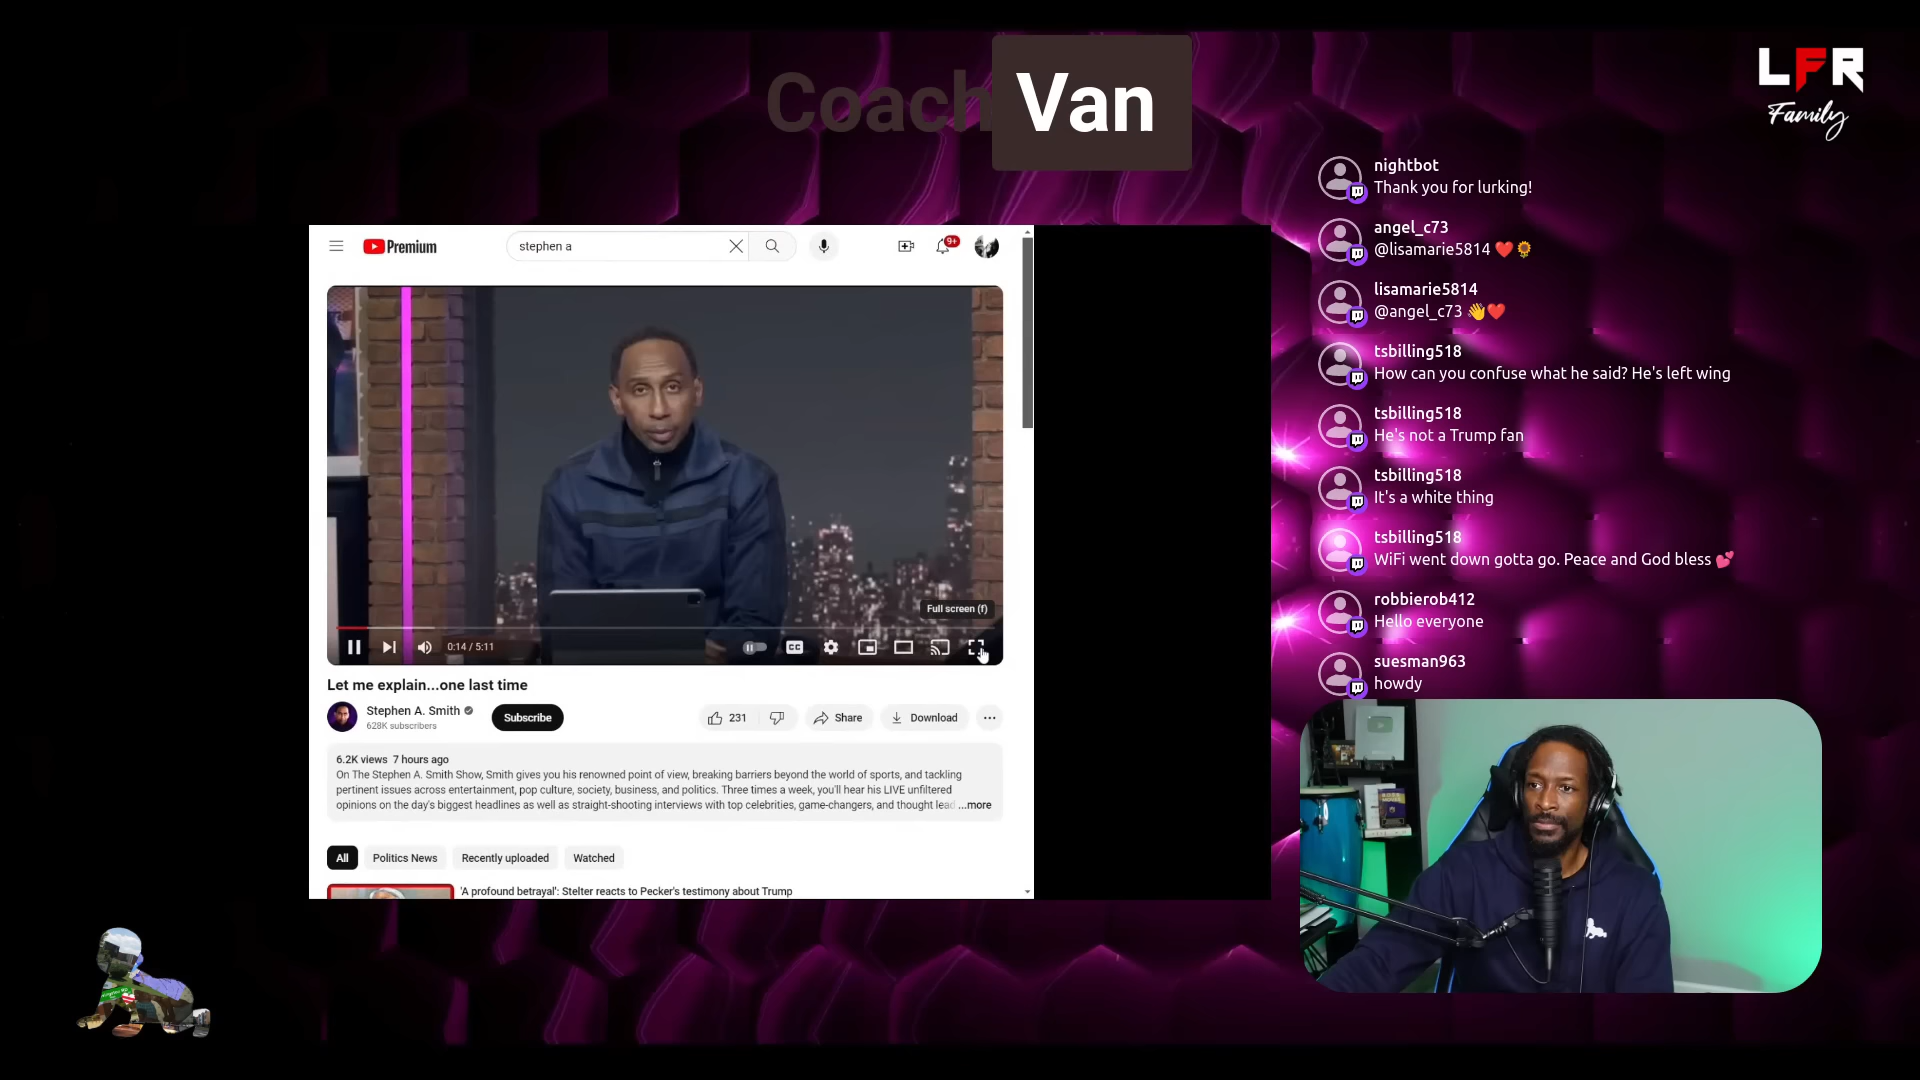 Coach Van
LFR
Family
Premium
stephen a
9+
Full screen (f)
0:14 / 5:11
CC
Let me explain...one last time
Stephen A. Smith
628K subscribers
Subscribe
231
Share
Download
6.2K views 7 hours ago
On The Stephen A. Smith Show, Smith gives you his renowned point of view, breaking barriers beyond the world of sports, and tackling
pertinent issues across entertainment, pop culture, society, business, and politics. Three times a week, you'll hear his LIVE unfiltered
opinions on the day's biggest headlines as well as straight-shooting interviews with top celebrities, game-changers, and thought lead ...more
All
Politics News
Recently uploaded
Watched
'A profound betrayal': Stelter reacts to Pecker's testimony about Trump
nightbot
Thank you for lurking!
angel_c73
@lisamarie5814 ❤️🌻
lisamarie5814
@angel_c73 👋❤️
tsbilling518
How can you confuse what he said? He's left wing
tsbilling518
He's not a Trump fan
tsbilling518
It's a white thing
tsbilling518
WiFi went down gotta go. Peace and God bless 💕
robbierob412
Hello everyone
suesman963
howdy